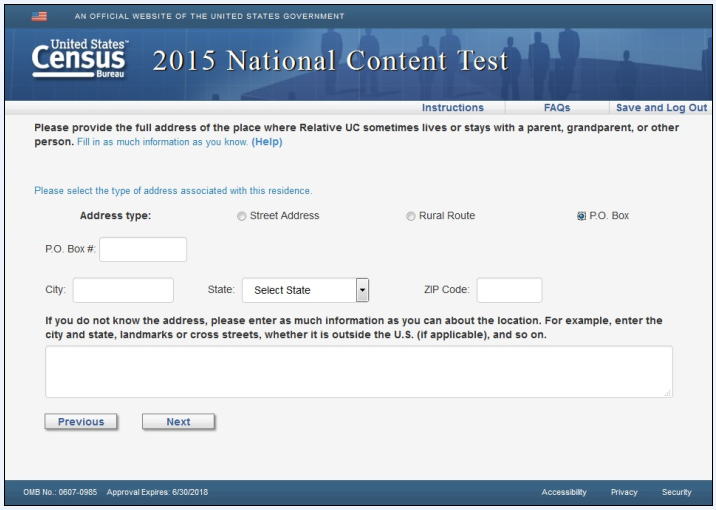 AN OFFICIAL WEBSITE OF THE UNITED STATES GOVERNMENT
United States™
Census
Bureau
2015 National Content Test
Instructions FAQs Save and Log Out
Please provide the full address of the place where Relative UC sometimes lives or stays with a parent, grandparent, or other
person. Fill in as much information as you know. (Help)
Please select the type of address associated with this residence.
Address type: Street Address Rural Route P.O. Box
P.O. Box #:
City: State: Select State ZIP Code:
If you do not know the address, please enter as much information as you can about the location. For example, enter the
city and state, landmarks or cross streets, whether it is outside the U.S. (if applicable), and so on.
Previous Next
OMB No.: 0607-0985 Approval Expires: 6/30/2018 Accessibility Privacy Security